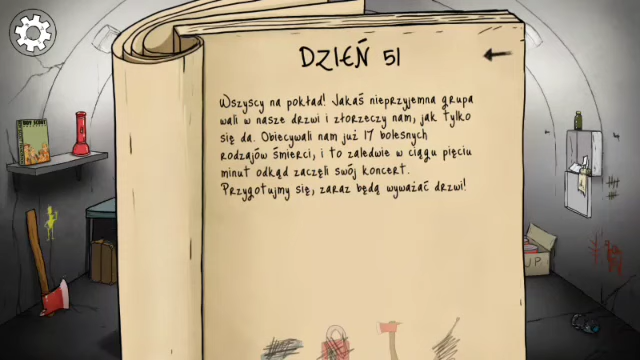 DZIEŃ 51
Wszyscy na pokład! Jakaś nieprzyjemna grupa
wali w nasze drzwi i złorzeczy nam, jak tylko
się da. Obiecywali nam już 17 bolesnych
rodzajów śmierci, i to zaledwie w ciągu pięciu
minut odkąd zaczęli swój koncert.
Przygotujmy się, zaraz będą wyważać drzwi!
UP